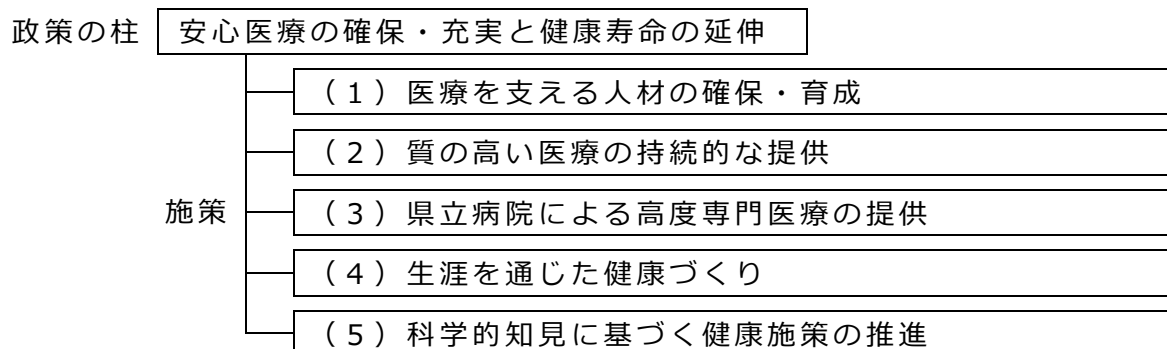 政策の柱 安心医療の確保・充実と健康寿命の延伸
（１）医療を支える人材の確保・育成
（２）質の高い医療の持続的な提供
施策 （３）県立病院による高度専門医療の提供
（４）生涯を通じた健康づくり
（５）科学的知見に基づく健康施策の推進